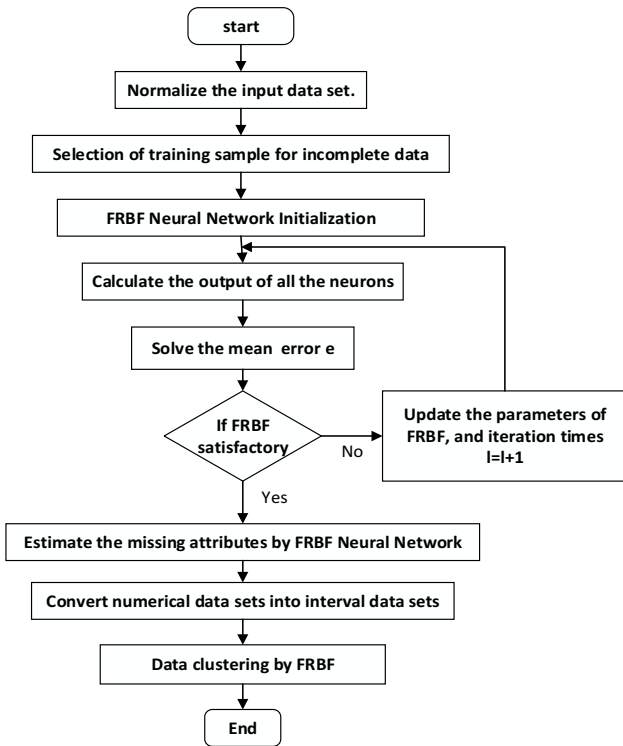 start
Normalize the input data set.
Selection of training sample for incomplete data
FRBF Neural Network Initialization
Calculate the output of all the neurons
Solve the mean error e
If FRBF
satisfactory
No
Update the parameters of
FRBF, and iteration times
l=l+1
Yes
Estimate the missing attributes by FRBF Neural Network
Convert numerical data sets into interval data sets
Data clustering by FRBF
End